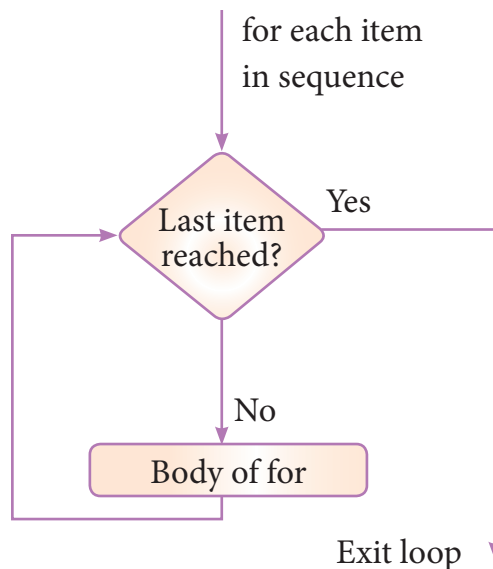 for each item
in sequence
Last item
reached?
Yes
No
Body of for
Exit loop